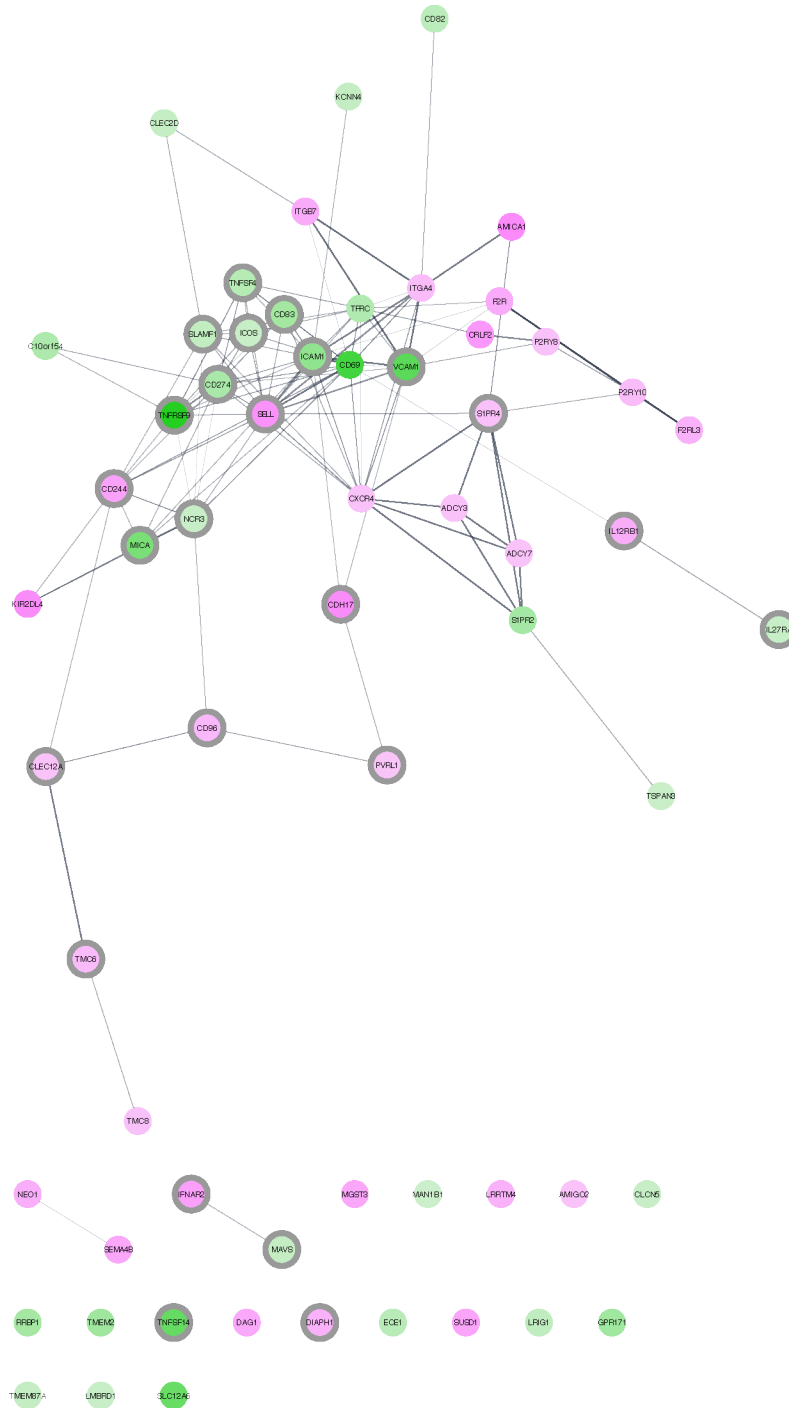 CD82
KCNN4
CLEC2D
ITGB7
AMICA1
TNFSF4
ITGA4
F2R
CD83
TFRC
SLAMF1
ICOS
CRLF2
P2RY8
C10orf54
ICAM1
CD69
VCAM1
CD274
P2RY10
TNFRSF9
SELL
S1PR4
F2RL3
CD244
CXCR4
ADCY3
NCR3
IL12RB1
MICA
ADCY7
KIR2DL4
CDH17
S1PR2
IL27RA
CD96
CLEC12A
PVRL1
TSPAN3
TMC6
TMC8
NEO1
IFNAR2
MGST3
MAN1B1
LRRTM4
AMIGO2
CLCN5
SEMA4B
MAVS
RRBP1
TMEM2
TNFSF14
DAG1
DIAPH1
ECE1
SUSD1
LRIG1
GPR171
TMEM87A
LMBRD1
SLC12A6